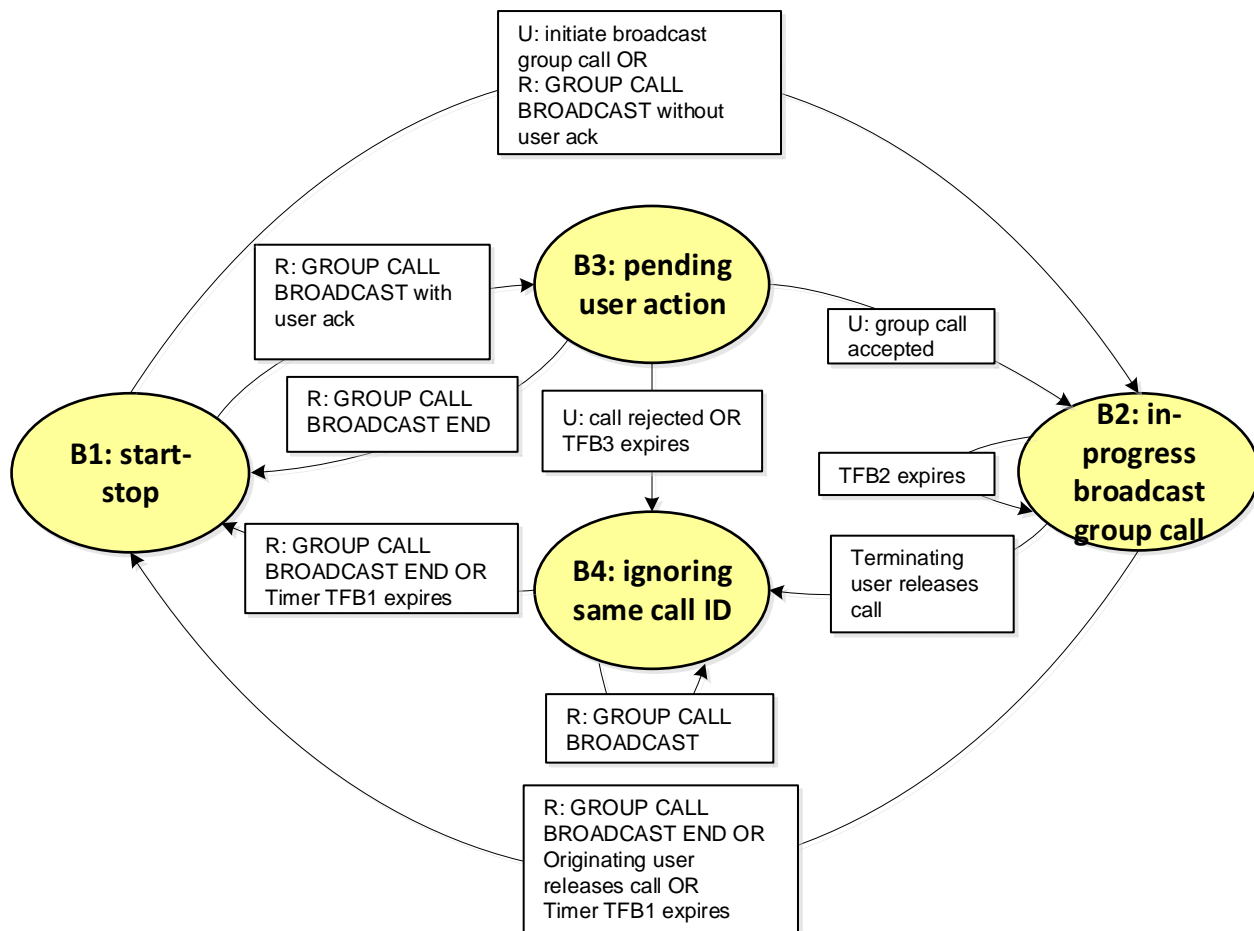 U: initiate broadcast
group call OR
R: GROUP CALL
BROADCAST without
user ack
B3: pending
user action
R: GROUP CALL
BROADCAST with
user ack
U: group call
accepted
R: GROUP CALL
BROADCAST END
U: call rejected OR
TFB3 expires
B1: start-
stop
B2: in-
progress
broadcast
group call
TFB2 expires
R: GROUP CALL
BROADCAST END OR
Timer TFB1 expires
B4: ignoring
same call ID
Terminating
user releases
call
R: GROUP CALL
BROADCAST
R: GROUP CALL
BROADCAST END OR
Originating user
releases call OR
Timer TFB1 expires